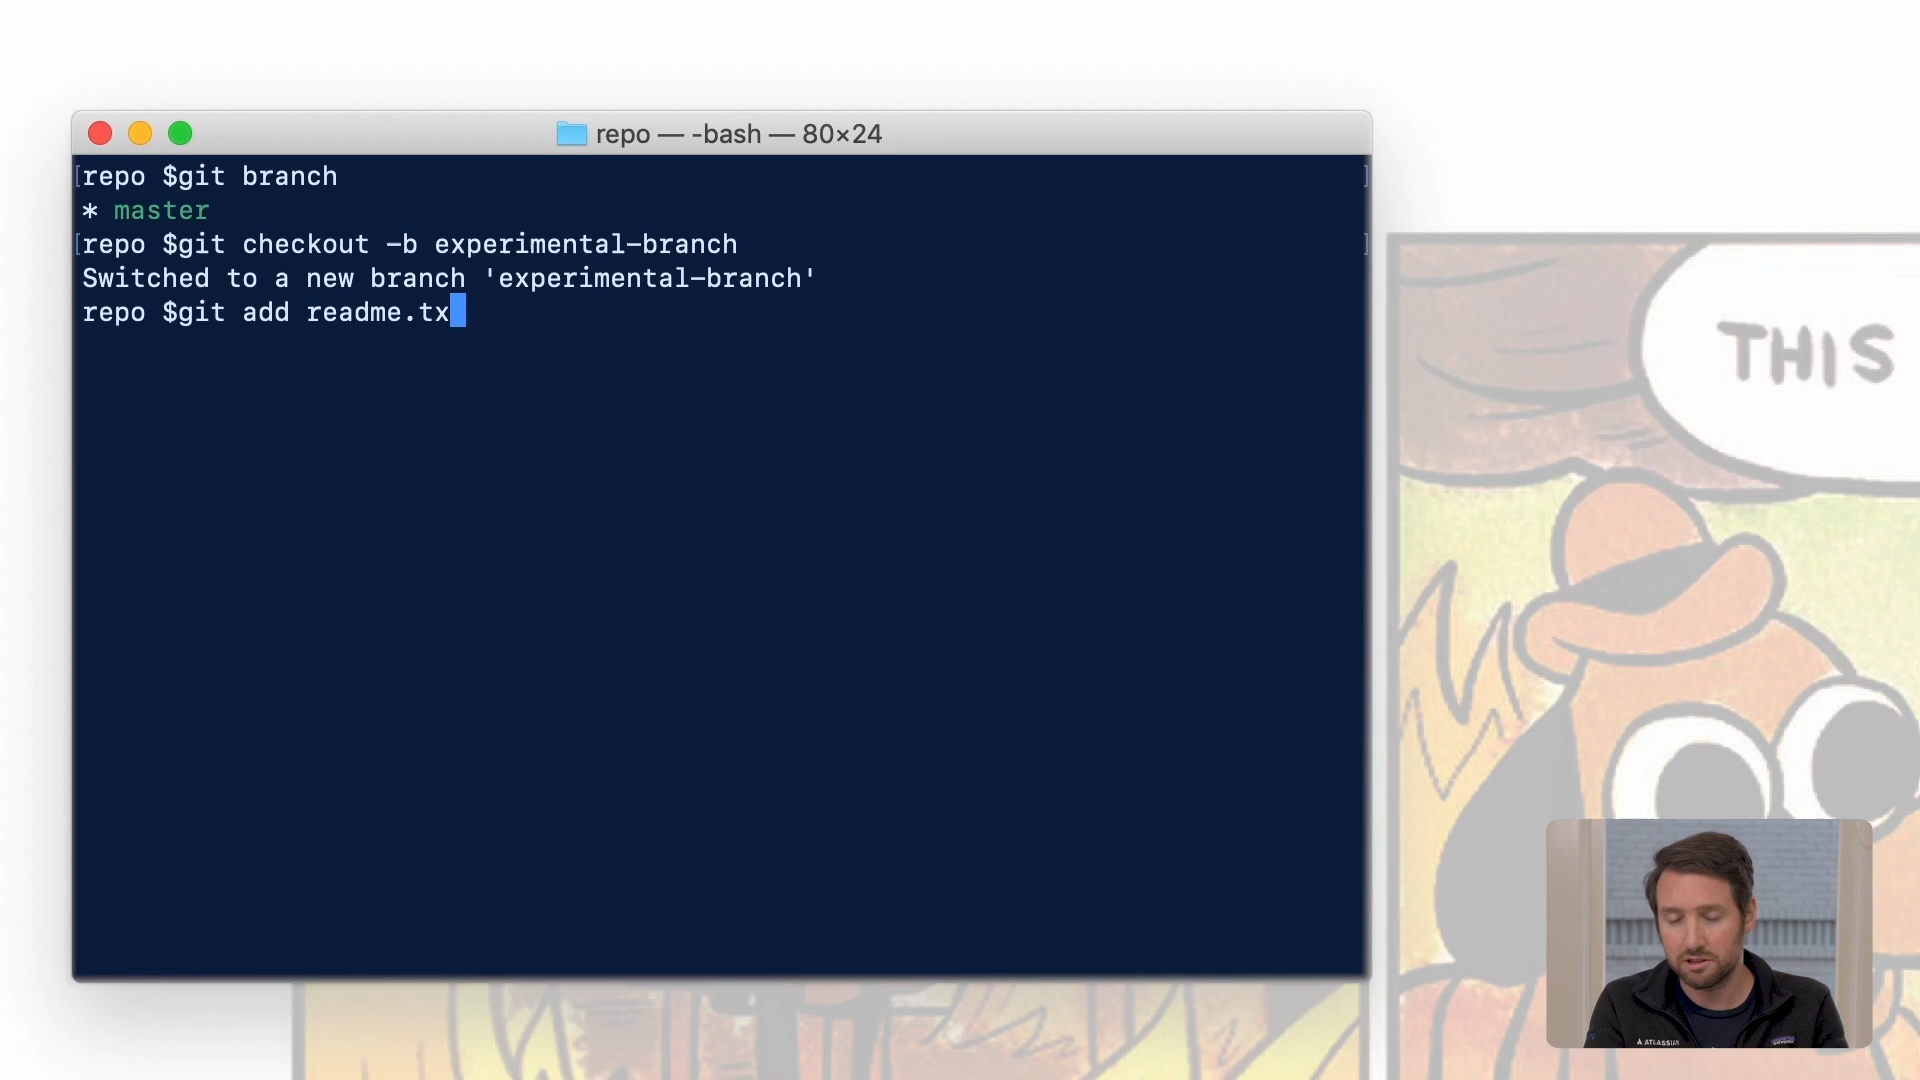 repo — -bash — 80×24
[repo $git branch ]
* master
[repo $git checkout -b experimental-branch ]
Switched to a new branch 'experimental-branch'
repo $git add readme.tx
THIS
ATLASSIAN